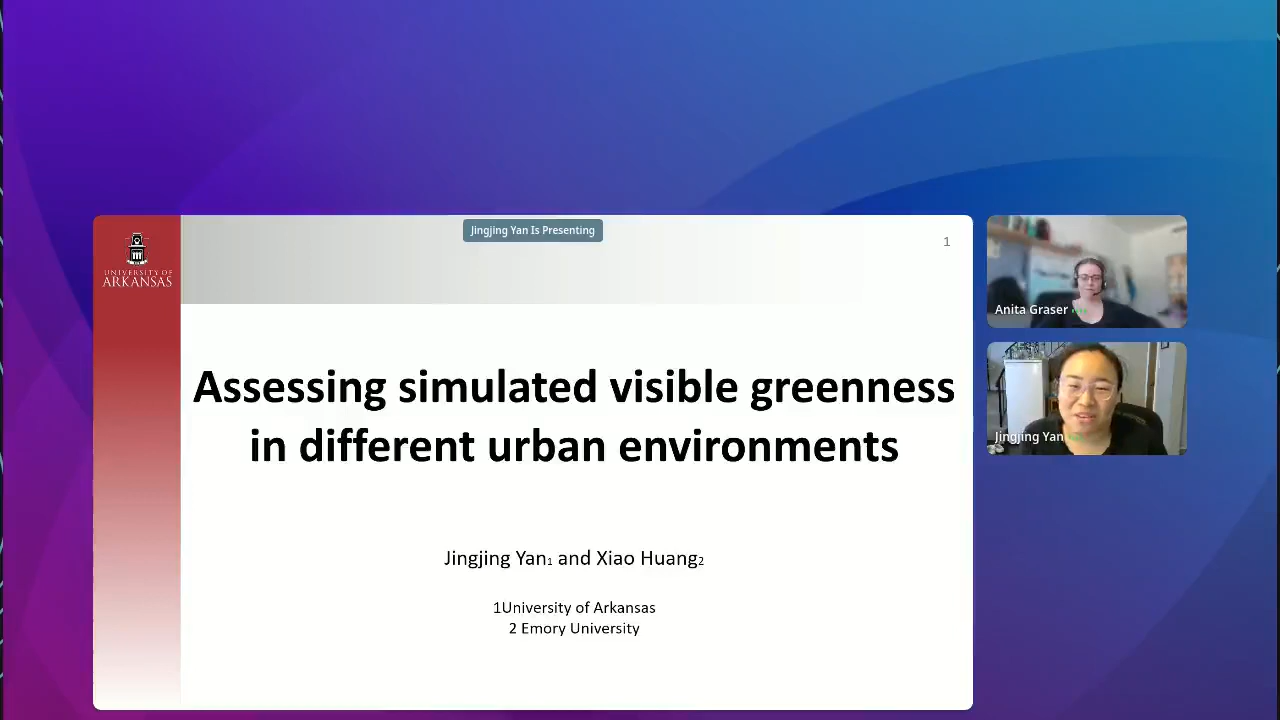 Jingjing Yan Is Presenting
1
UNIVERSITY OF
ARKANSAS
Assessing simulated visible greenness
in different urban environments
Jingjing Yan1 and Xiao Huang2
1University of Arkansas
2 Emory University
Anita Graser
Jingjing Yan